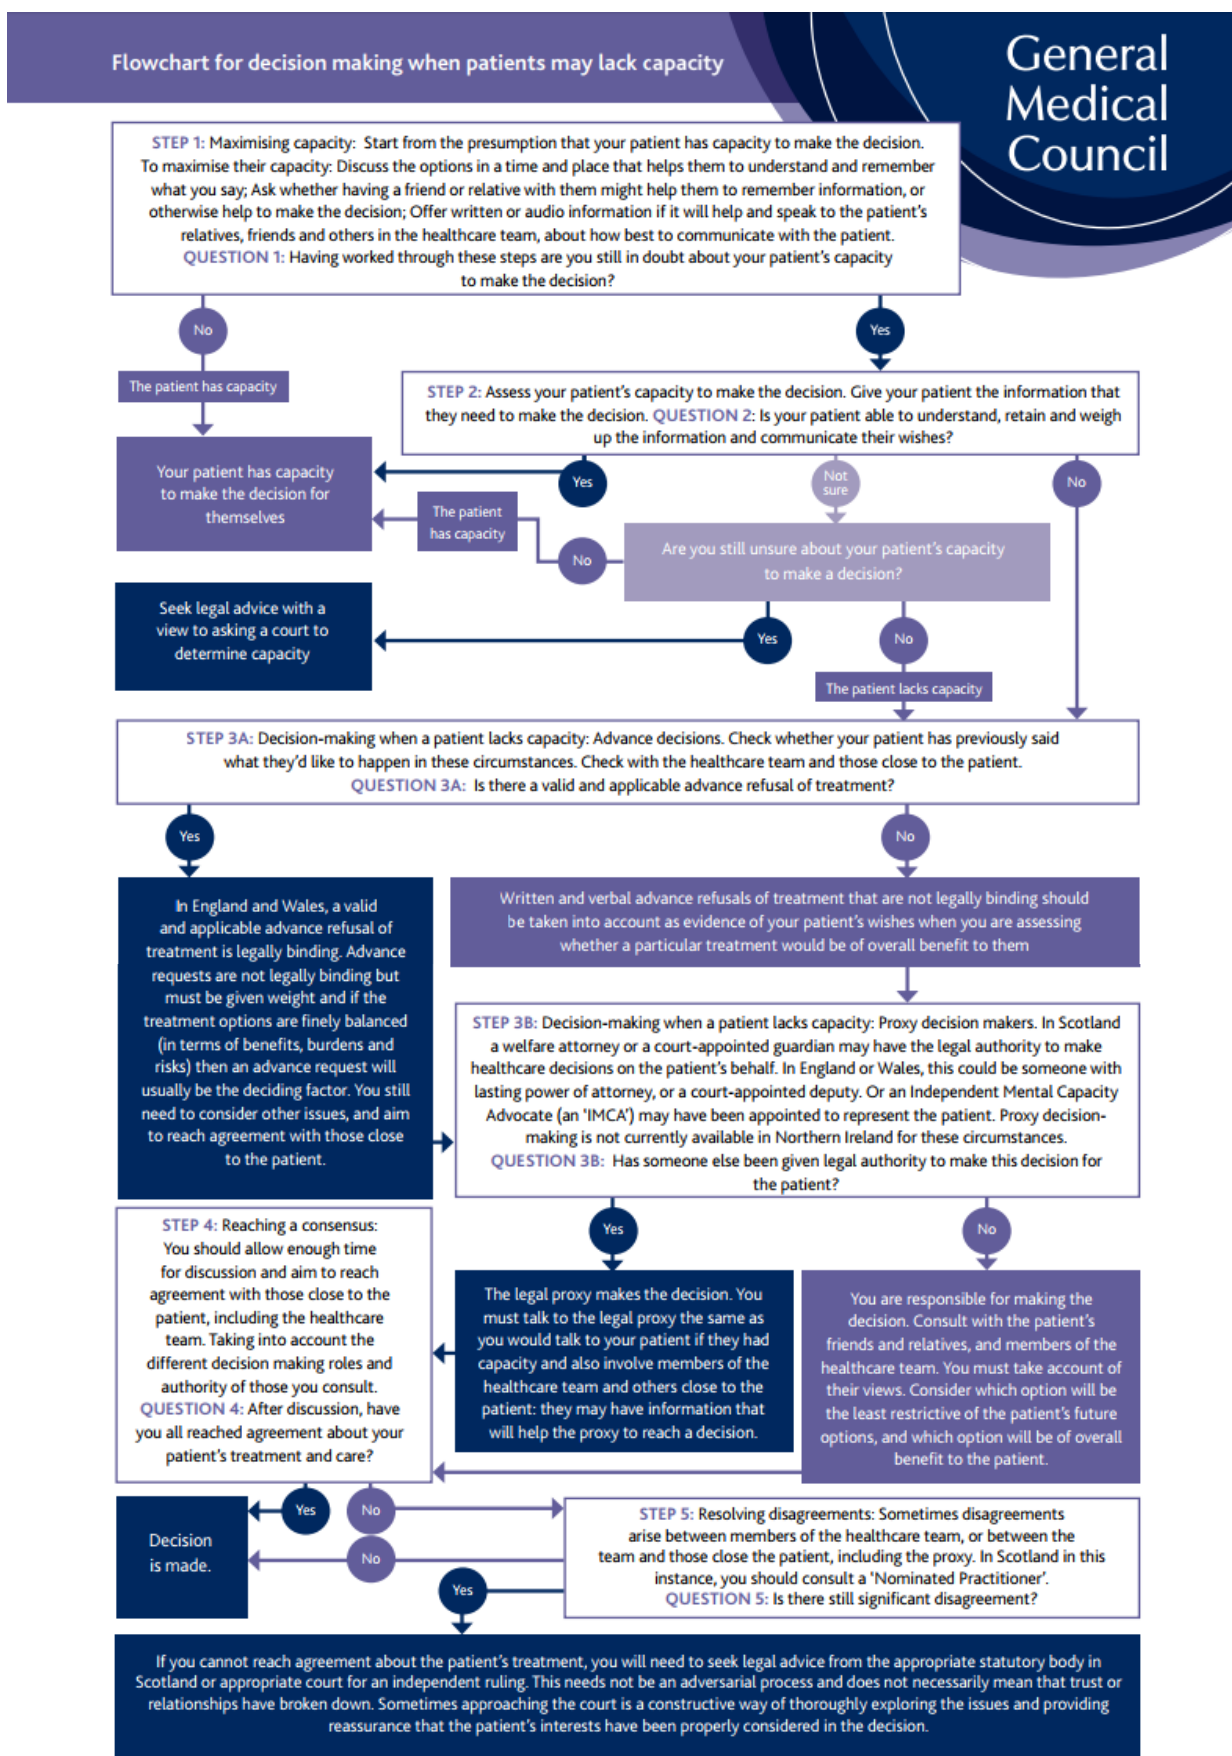 Flowchart for decision making when patients may lack capacity
General
Medical
Council
STEP 1: Maximising capacity: Start from the presumption that your patient has capacity to make the decision.
To maximise their capacity: Discuss the options in a time and place that helps them to understand and remember
what you say; Ask whether having a friend or relative with them might help them to remember information, or
otherwise help to make the decision; Offer written or audio information if it will help and speak to the patient's
relatives, friends and others in the healthcare team, about how best to communicate with the patient.
QUESTION 1: Having worked through these steps are you still in doubt about your patient's capacity
to make the decision?
No
Yes
The patient has capacity
STEP 2: Assess your patient's capacity to make the decision. Give your patient the information that
they need to make the decision. QUESTION 2: Is your patient able to understand, retain and weigh
up the information and communicate their wishes?
Your patient has capacity
to make the decision for
themselves
Yes
Not
sure
No
The patient
has capacity
No
Are you still unsure about your patient's capacity
to make a decision?
Seek legal advice with a
view to asking a court to
determine capacity
Yes
No
The patient lacks capacity
STEP 3A: Decision-making when a patient lacks capacity: Advance decisions. Check whether your patient has previously said
what they'd like to happen in these circumstances. Check with the healthcare team and those close to the patient.
QUESTION 3A: Is there a valid and applicable advance refusal of treatment?
Yes
No
In England and Wales, a valid
and applicable advance refusal of
treatment is legally binding. Advance
requests are not legally binding but
must be given weight and if the
treatment options are finely balanced
(in terms of benefits, burdens and
risks) then an advance request will
usually be the deciding factor. You still
need to consider other issues, and aim
to reach agreement with those close
to the patient.
Written and verbal advance refusals of treatment that are not legally binding should
be taken into account as evidence of your patient's wishes when you are assessing
whether a particular treatment would be of overall benefit to them
STEP 3B: Decision-making when a patient lacks capacity: Proxy decision makers. In Scotland
a welfare attorney or a court-appointed guardian may have the legal authority to make
healthcare decisions on the patient's behalf. In England or Wales, this could be someone with
lasting power of attorney, or a court-appointed deputy. Or an Independent Mental Capacity
Advocate (an 'IMCA') may have been appointed to represent the patient. Proxy decision-
making is not currently available in Northern Ireland for these circumstances.
QUESTION 3B: Has someone else been given legal authority to make this decision for
the patient?
Yes
No
STEP 4: Reaching a consensus:
You should allow enough time
for discussion and aim to reach
agreement with those close to the
patient, including the healthcare
team. Taking into account the
different decision making roles and
authority of those you consult.
QUESTION 4: After discussion, have
you all reached agreement about your
patient's treatment and care?
The legal proxy makes the decision. You
must talk to the legal proxy the same as
you would talk to your patient if they had
capacity and also involve members of the
healthcare team and others close to the
patient: they may have information that
will help the proxy to reach a decision.
You are responsible for making the
decision. Consult with the patient's
friends and relatives, and members of the
healthcare team. You must take account of
their views. Consider which option will be
the least restrictive of the patient's future
options, and which option will be of overall
benefit to the patient.
Yes
No
Decision
is made.
No
Yes
STEP 5: Resolving disagreements: Sometimes disagreements
arise between members of the healthcare team, or between the
team and those close the patient, including the proxy. In Scotland in this
instance, you should consult a 'Nominated Practitioner'.
QUESTION 5: Is there still significant disagreement?
If you cannot reach agreement about the patient's treatment, you will need to seek legal advice from the appropriate statutory body in
Scotland or appropriate court for an independent ruling. This needs not be an adversarial process and does not necessarily mean that trust or
relationships have broken down. Sometimes approaching the court is a constructive way of thoroughly exploring the issues and providing
reassurance that the patient's interests have been properly considered in the decision.